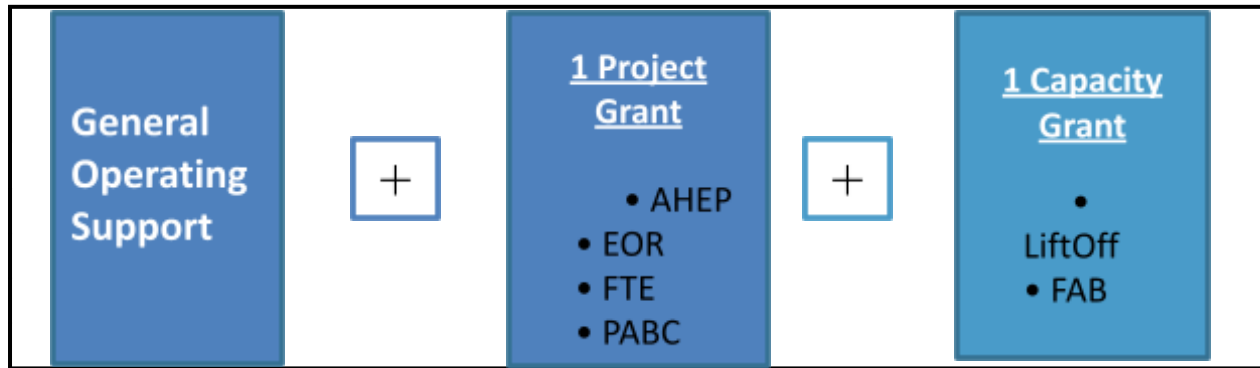 General
Operating
Support
+
1 Project
Grant
• AHEP
• EOR
• FTE
• PABC
+
1 Capacity
Grant
•
LiftOff
• FAB